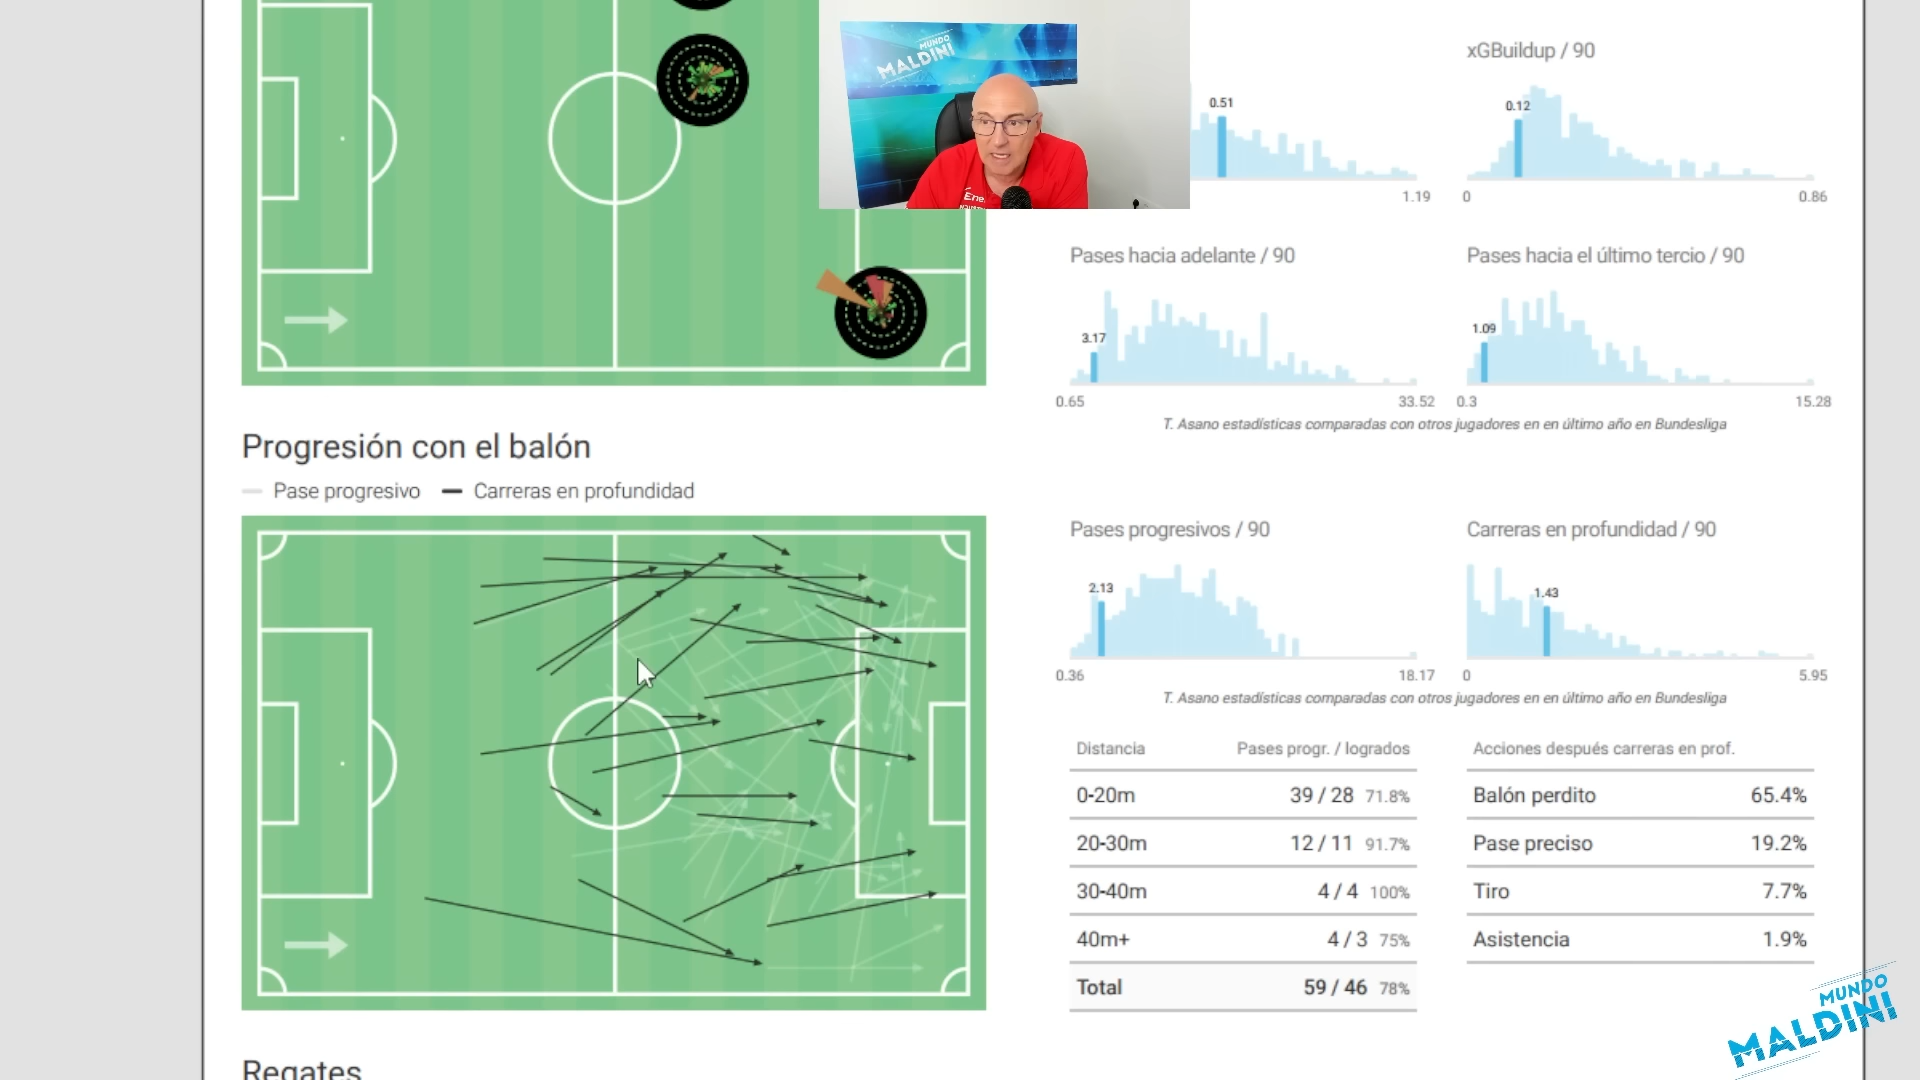 MUNDO
MALDINI
Ene
xGBuildup / 90
0.51
0.12
1.19
0
0.86
Pases hacia adelante / 90
Pases hacia el último tercio / 90
3.17
1.09
0.65
33.52
0.3
15.28
T. Asano estadísticas comparadas con otros jugadores en en último año en Bundesliga
Progresión con el balón
Pase progresivo
Carreras en profundidad
Pases progresivos / 90
Carreras en profundidad / 90
2.13
1.43
0.36
18.17
0
5.95
T. Asano estadísticas comparadas con otros jugadores en en último año en Bundesliga
Distancia Pases progr. / logrados
0-20m 39 / 28 71.8%
20-30m 12 / 11 91.7%
30-40m 4 / 4 100%
40m+ 4 / 3 75%
Total 59 / 46 78%
Acciones después carreras en prof.
Balón perdito 65.4%
Pase preciso 19.2%
Tiro 7.7%
Asistencia 1.9%
Regates
MUNDO
MALDINI